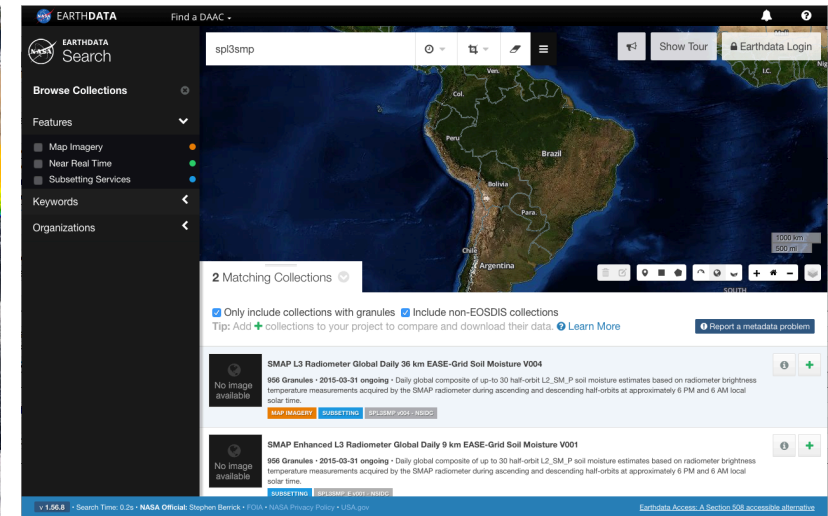 EARTHDATA Find a DAAC
NASA
EARTHDATA
Search
spl3smp
Show Tour
Earthdata Login
Browse Collections
Features
Map Imagery
Near Real Time
Subsetting Services
Keywords
Organizations
Ven.
Col.
Peru
Brazil
Bolivia
Para.
Chile
Argentina
I.C.
Nig
1000 km
500 mi
SOUTH
2 Matching Collections
Only include collections with granules Include non-EOSDIS collections
Tip: Add + collections to your project to compare and download their data. Learn More
Report a metadata problem
No image
available
SMAP L3 Radiometer Global Daily 36 km EASE-Grid Soil Moisture V004
956 Granules • 2015-03-31 ongoing • Daily global composite of up-to 30 half-orbit L2_SM_P soil moisture estimates based on radiometer brightness
temperature measurements acquired by the SMAP radiometer during ascending and descending half-orbits at approximately 6 PM and 6 AM local
solar time.
MAP IMAGERY SUBSETTING SPL3SMP v004 - NSIDC
No image
available
SMAP Enhanced L3 Radiometer Global Daily 9 km EASE-Grid Soil Moisture V001
956 Granules • 2015-03-31 ongoing • Daily global composite of up to 30 half-orbit L2_SM_P soil moisture estimates based on radiometer brightness
temperature measurements acquired by the SMAP radiometer during ascending and descending half-orbits at approximately 6 PM and 6 AM local
solar time.
SUBSETTING SPL3SMP_E v001 - NSIDC
v 1.56.8 • Search Time: 0.2s • NASA Official: Stephen Berrick • FOIA • NASA Privacy Policy • USA.gov
Earthdata Access: A Section 508 accessible alternative